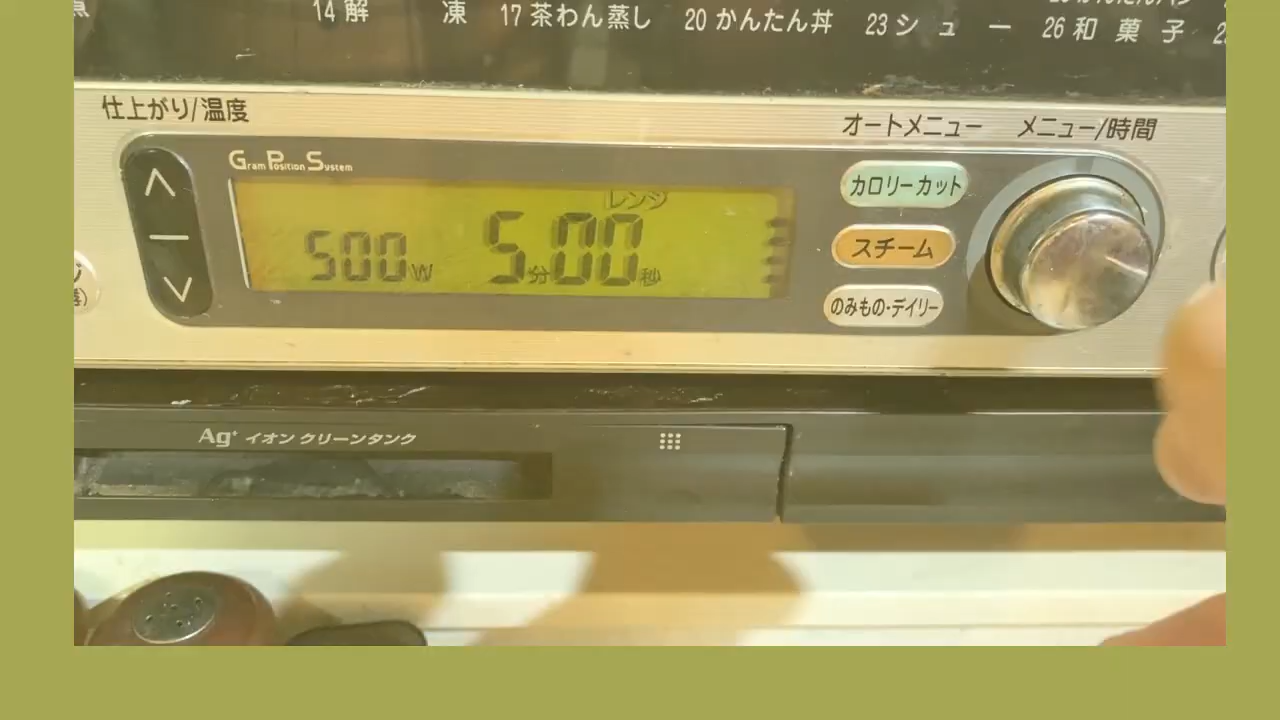 14 解 凍 17 茶わん蒸し 20 かんたん丼 23 シュー 26 和菓子
仕上がり/温度
オートメニュー メニュー/時間
Gram Position System
カロリーカット
レンジ
500W 5分00秒
スチーム
のみもの・デイリー
Ag+ イオン クリーンタンク